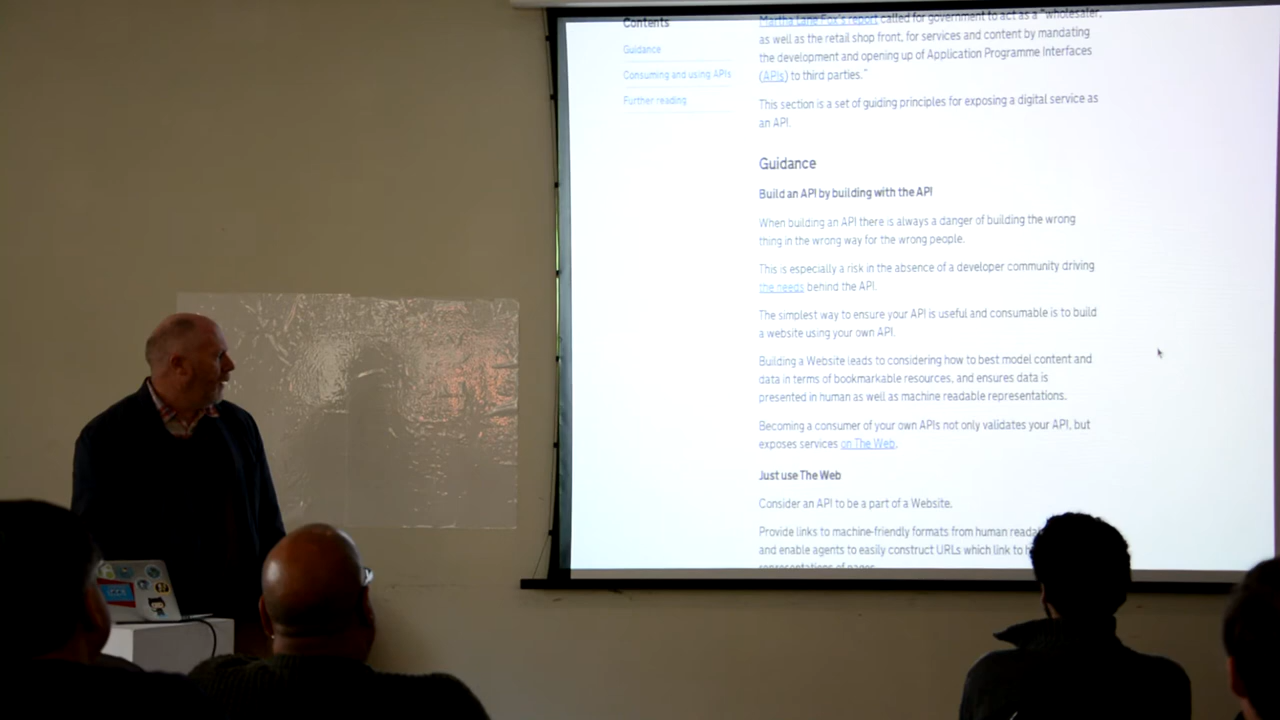 Contents
Guidance
Consuming and using APIs
Further reading
Martha Lane Fox's report called for government to act as a "wholesaler,
as well as the retail shop front, for services and content by mandating
the development and opening up of Application Programme Interfaces
(APIs) to third parties."
This section is a set of guiding principles for exposing a digital service as
an API.
Guidance
Build an API by building with the API
When building an API there is always a danger of building the wrong
thing in the wrong way for the wrong people.
This is especially a risk in the absence of a developer community driving
the needs behind the API.
The simplest way to ensure your API is useful and consumable is to build
a website using your own API.
Building a Website leads to considering how to best model content and
data in terms of bookmarkable resources, and ensures data is
presented in human as well as machine readable representations.
Becoming a consumer of your own APIs not only validates your API, but
exposes services on The Web.
Just use The Web
Consider an API to be a part of a Website.
Provide links to machine-friendly formats from human
and enable agents to easily construct URLs which link to
representations of pages.